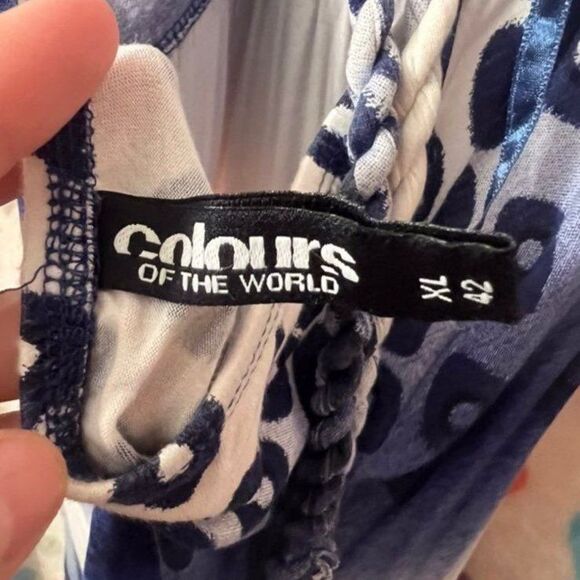 colours
OF THE WORLD
XL
42